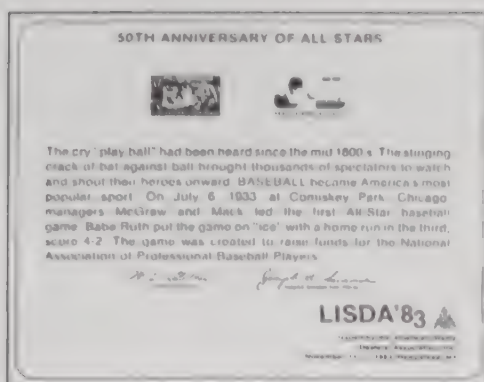 50TH ANNIVERSARY OF ALL STARS
The cry "play ball" had been heard since the mid 1800's. The stinging
crack of bat against ball brought thousands of spectators to watch
and shout their heroes onward. BASEBALL became America's most
popular sport. On July 6, 1933 at Comiskey Park, Chicago
managers McGraw and Mack led the first All-Star baseball
game. Babe Ruth put the game on "ice" with a home run in the third,
score 4-2. The game was created to raise funds for the National
Association of Professional Baseball Players.
LISDA'83